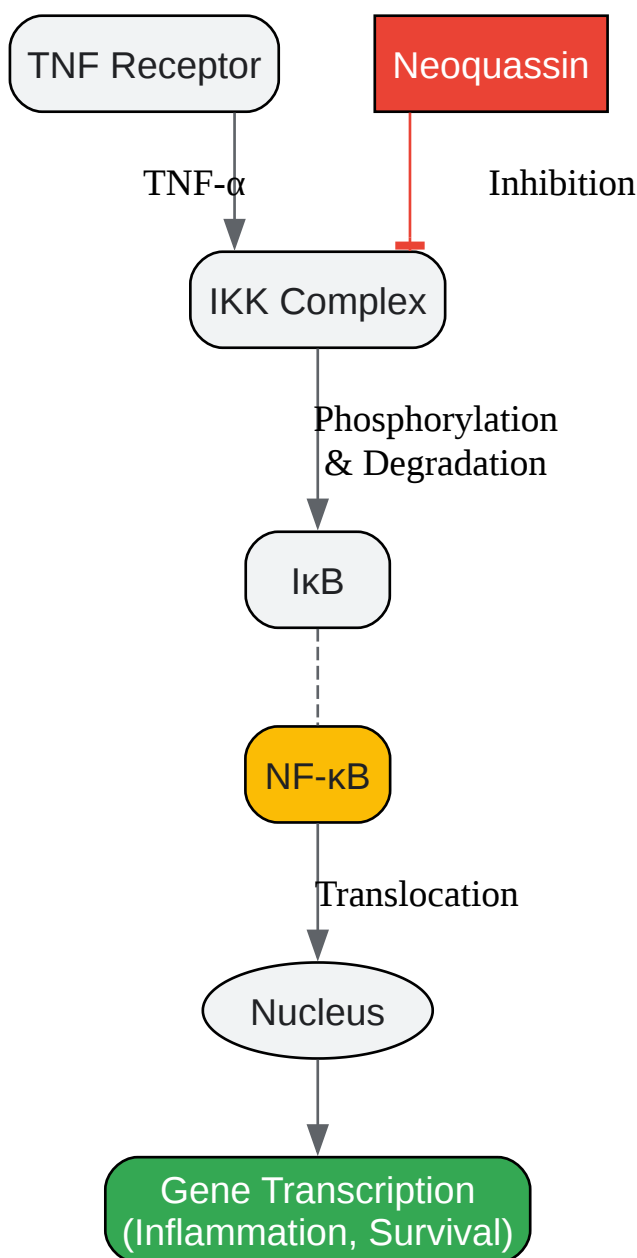 TNF Receptor
Neoquassin
TNF-α
Inhibition
IKK Complex
Phosphorylation
& Degradation
IκB
NF-κB
Translocation
Nucleus
Gene Transcription
(Inflammation, Survival)